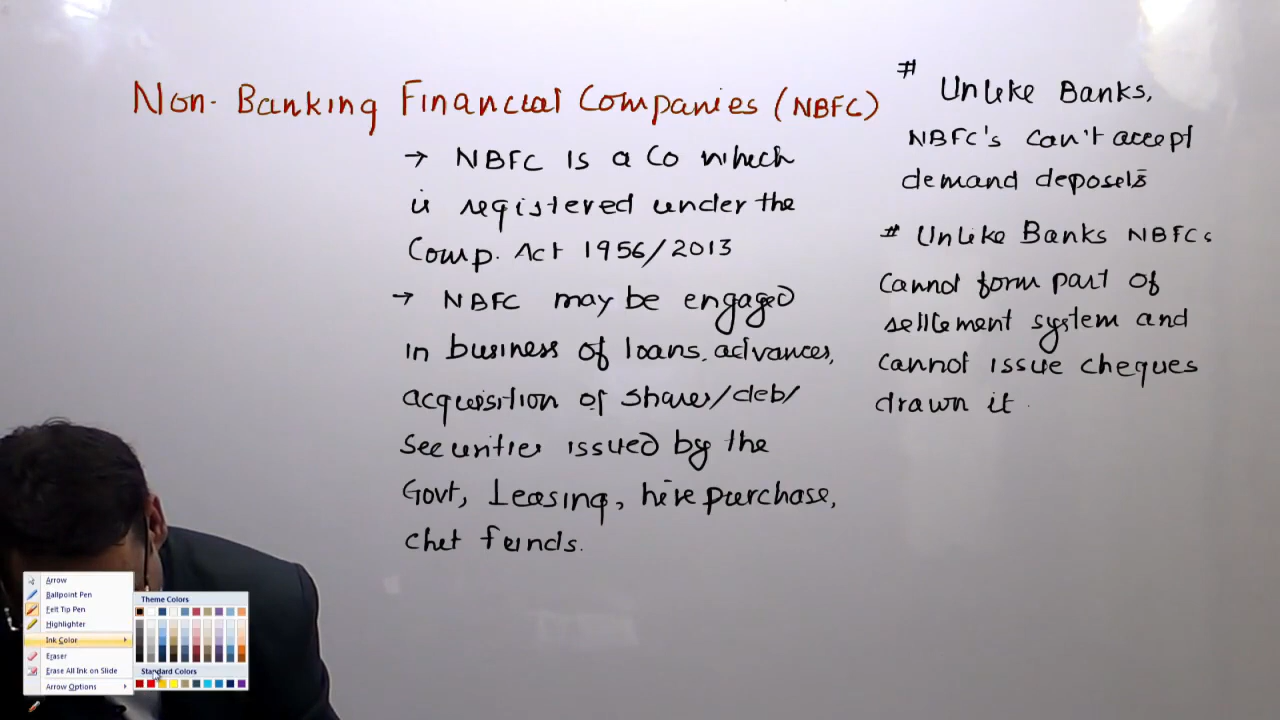 Non-Banking Financial Companies (NBFC)
→ NBFC is a Co which
is registered under the
Comp. Act 1956/2013
→ NBFC may be engaged
in business of loans, advances,
acquisition of shares/deb/
securities issued by the
Govt, Leasing, hire purchase,
chit funds.
# Unlike Banks,
NBFC's can't accept
demand deposits
# Unlike Banks NBFCs
cannot form part of
settlement system and
cannot issue cheques
drawn it
Arrow
Ballpoint Pen
Felt Tip Pen
Highlighter
Ink Color
Eraser
Erase All Ink on Slide
Arrow Options
Theme Colors
Standard Colors